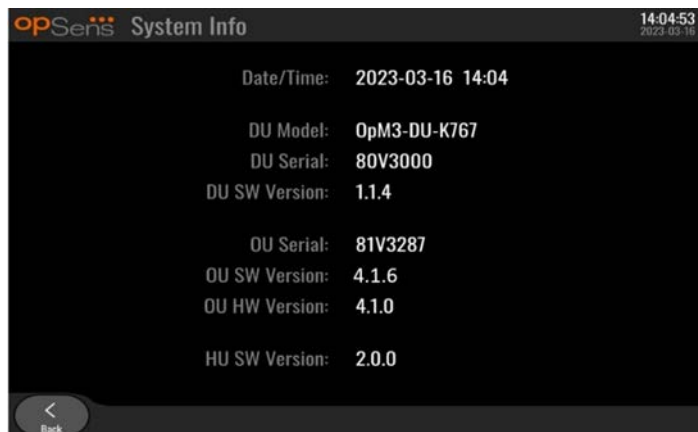 opSens System Info
14:04:53
2023-03-16
Date/Time: 2023-03-16 14:04
DU Model: OpM3-DU-K767
DU Serial: 80V3000
DU SW Version: 1.1.4
OU Serial: 81V3287
OU SW Version: 4.1.6
OU HW Version: 4.1.0
HU SW Version: 2.0.0
Back